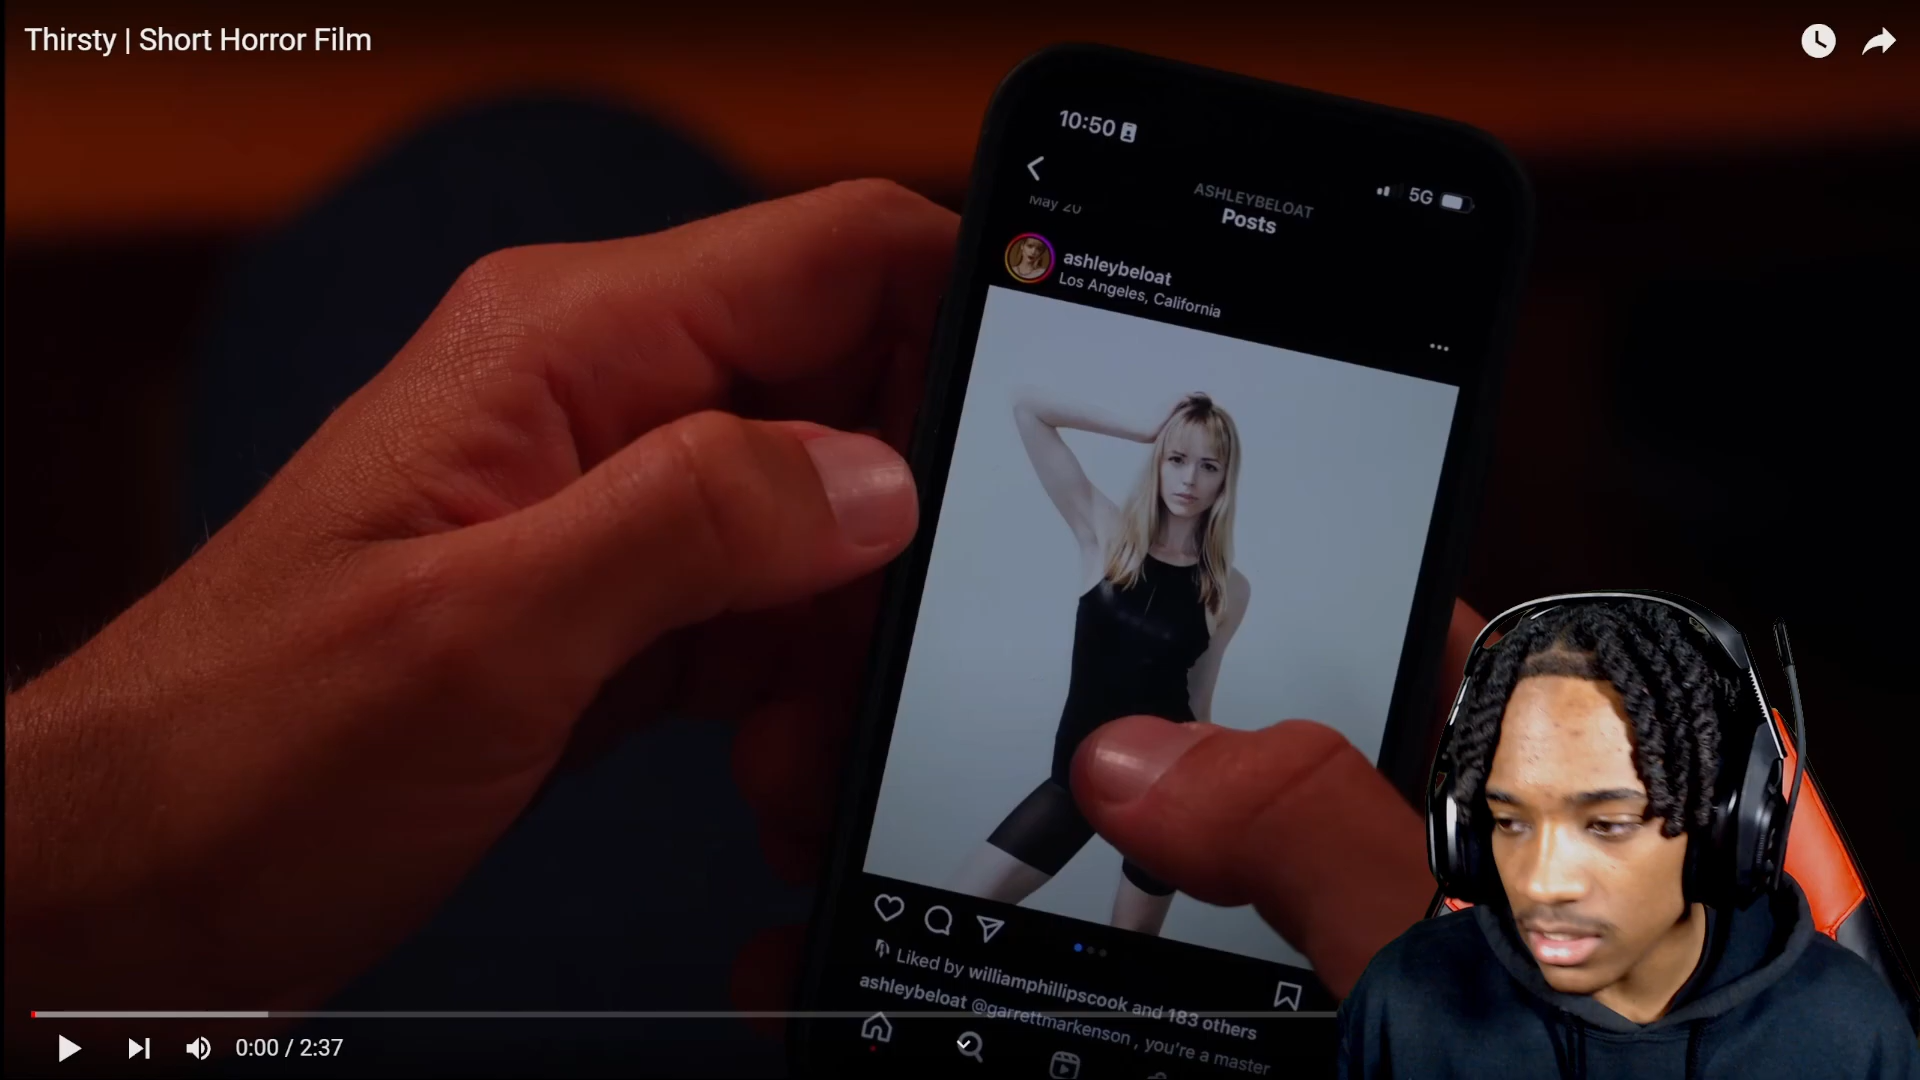 Thirsty | Short Horror Film
10:50
5G
ASHLEYBELOAT
Posts
May 20
ashleybeloat
Los Angeles, California
Liked by williamphillipscook and 183 others
ashleybeloat @garrettmarkenson , you're a master
0:00 / 2:37